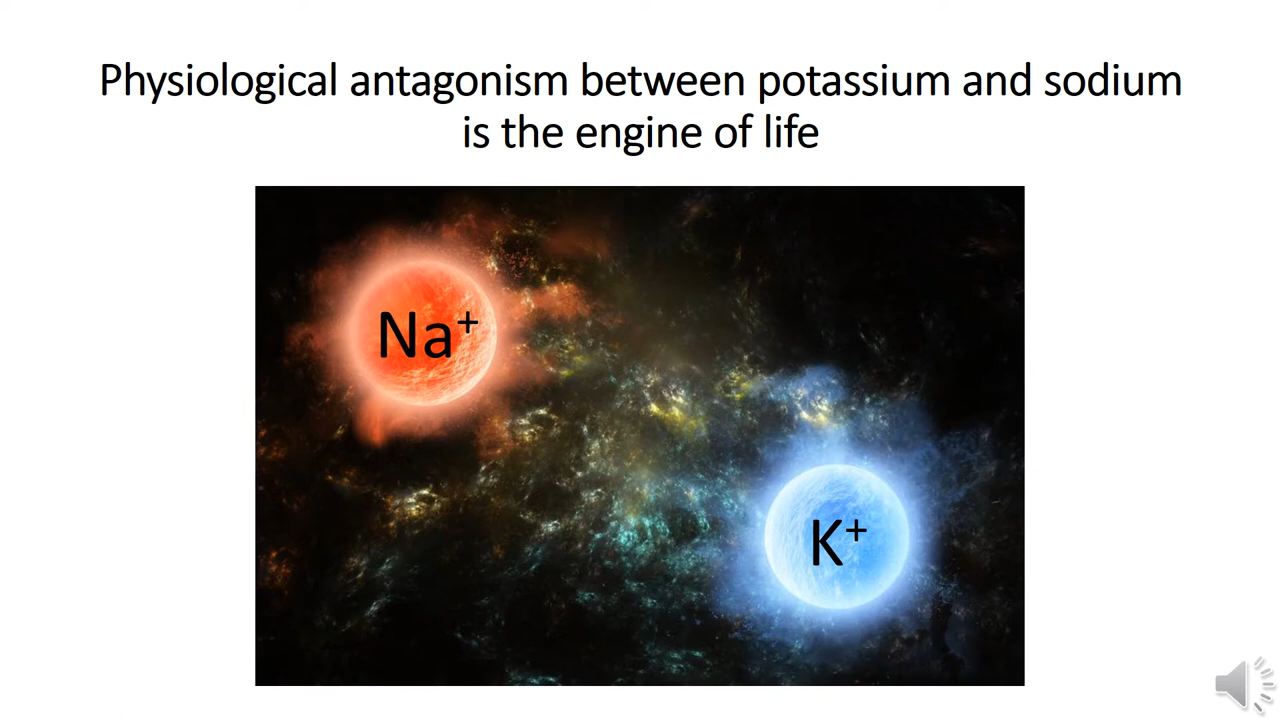 Physiological antagonism between potassium and sodium
is the engine of life
Na⁺
K⁺